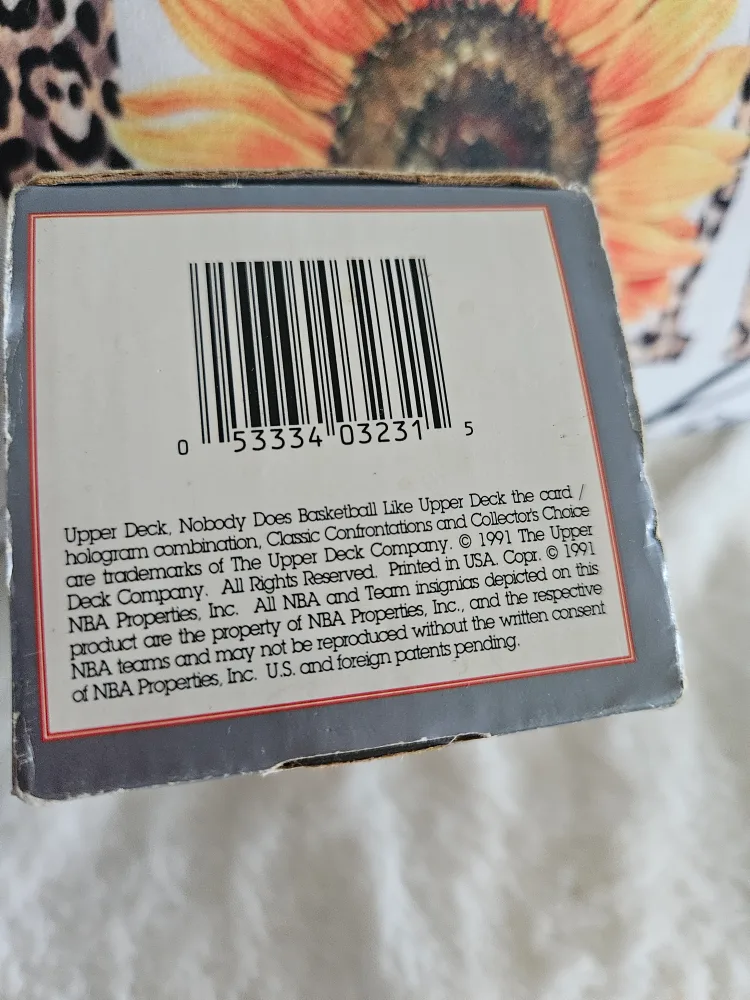 0 53334 03231 5
Upper Deck, Nobody Does Basketball Like Upper Deck the card /
hologram combination, Classic Confrontations and Collector's Choice
are trademarks of The Upper Deck Company. © 1991 The Upper
Deck Company. All Rights Reserved. Printed in USA. Copr. © 1991
NBA Properties, Inc. All NBA and Team insignias depicted on this
product are the property of NBA Properties, Inc., and the respective
NBA teams and may not be reproduced without the written consent
of NBA Properties, Inc. U.S. and foreign patents pending.